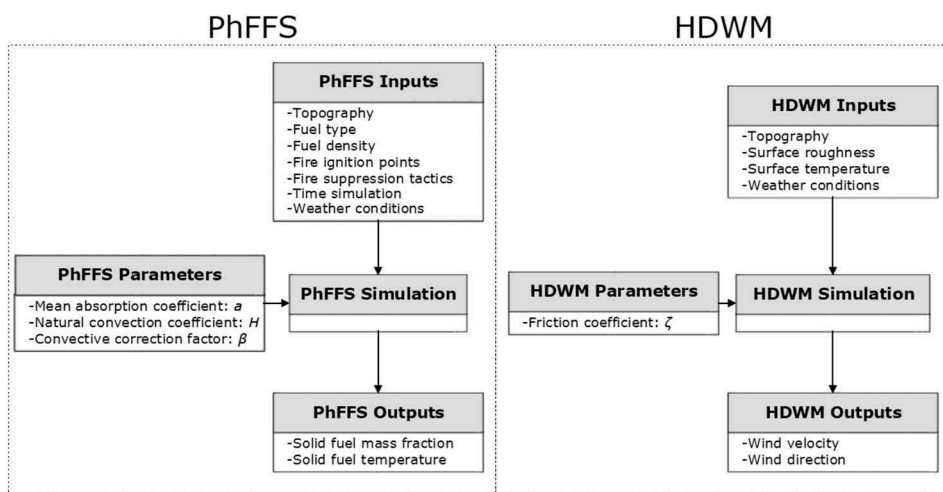 PhFFS
PhFFS Inputs
-Topography
-Fuel type
-Fuel density
-Fire ignition points
-Fire suppression tactics
-Time simulation
-Weather conditions
PhFFS Parameters
-Mean absorption coefficient: a
-Natural convection coefficient: H
-Convective correction factor: β
PhFFS Simulation
PhFFS Outputs
-Solid fuel mass fraction
-Solid fuel temperature
HDWM
HDWM Inputs
-Topography
-Surface roughness
-Surface temperature
-Weather conditions
HDWM Parameters
-Friction coefficient: ζ
HDWM Simulation
HDWM Outputs
-Wind velocity
-Wind direction